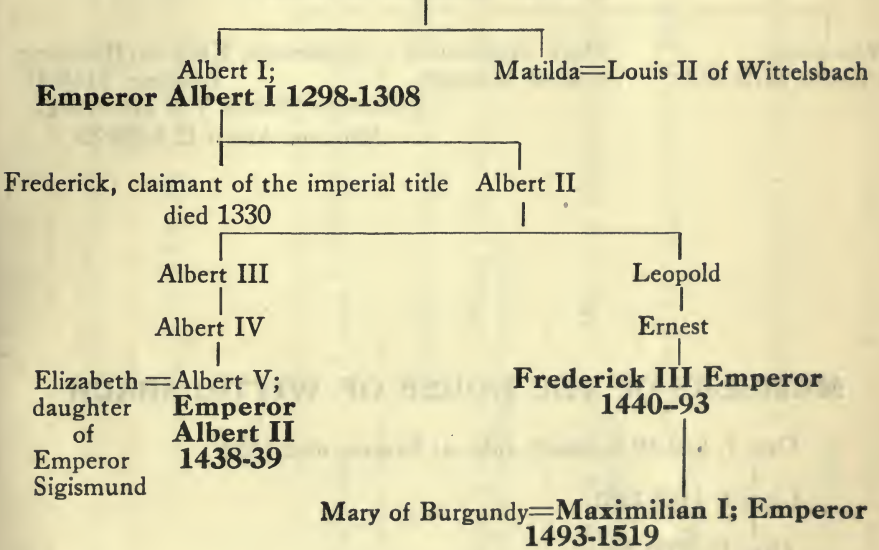 Albert I;
Emperor Albert I 1298-1308
Matilda=Louis II of Wittelsbach
Frederick, claimant of the imperial title
died 1330
Albert II
Albert III
Leopold
Albert IV
Ernest
Elizabeth=Albert V;
daughter Emperor
of Albert II
Emperor 1438-39
Sigismund
Frederick III Emperor
1440–93
Mary of Burgundy=Maximilian I; Emperor
1493-1519